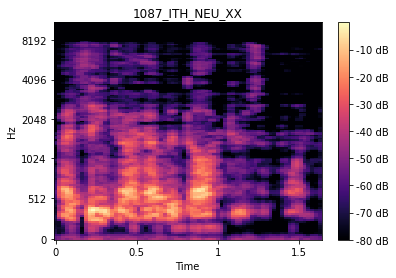 1087_ITH_NEU_XX
8192
4096
2048
1024
512
0
Hz
0
0.5
1
1.5
Time
-10 dB
-20 dB
-30 dB
-40 dB
-50 dB
-60 dB
-70 dB
-80 dB